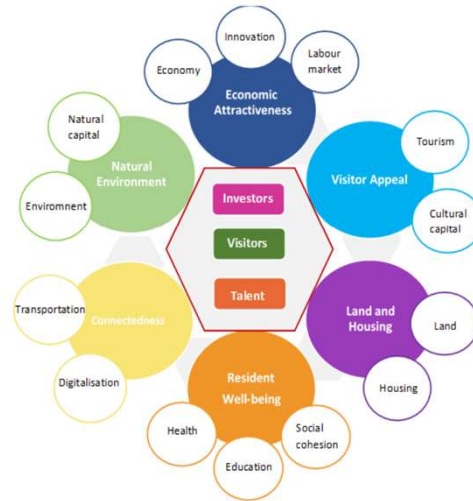 Innovation
Economy
Labour
market
Economic
Attractiveness
Natural
capital
Natural
Environment
Enviromnet
Tourism
Visitor Appeal
Cultural
capital
Investors
Visitors
Talent
Transportation
Connectedness
Digitalisation
Land and
Housing
Land
Housing
Resident
Well-being
Health
Education
Social
cohesion